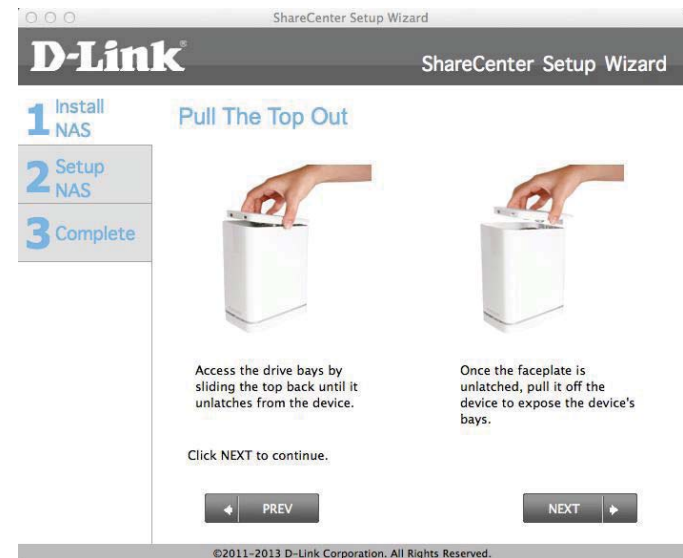 ShareCenter Setup Wizard
D-Link®
ShareCenter Setup Wizard
1 Install
NAS
2 Setup
NAS
3 Complete
Pull The Top Out
Access the drive bays by
sliding the top back until it
unlatches from the device.
Once the faceplate is
unlatched, pull it off the
device to expose the device's
bays.
Click NEXT to continue.
PREV
NEXT
©2011-2013 D-Link Corporation. All Rights Reserved.